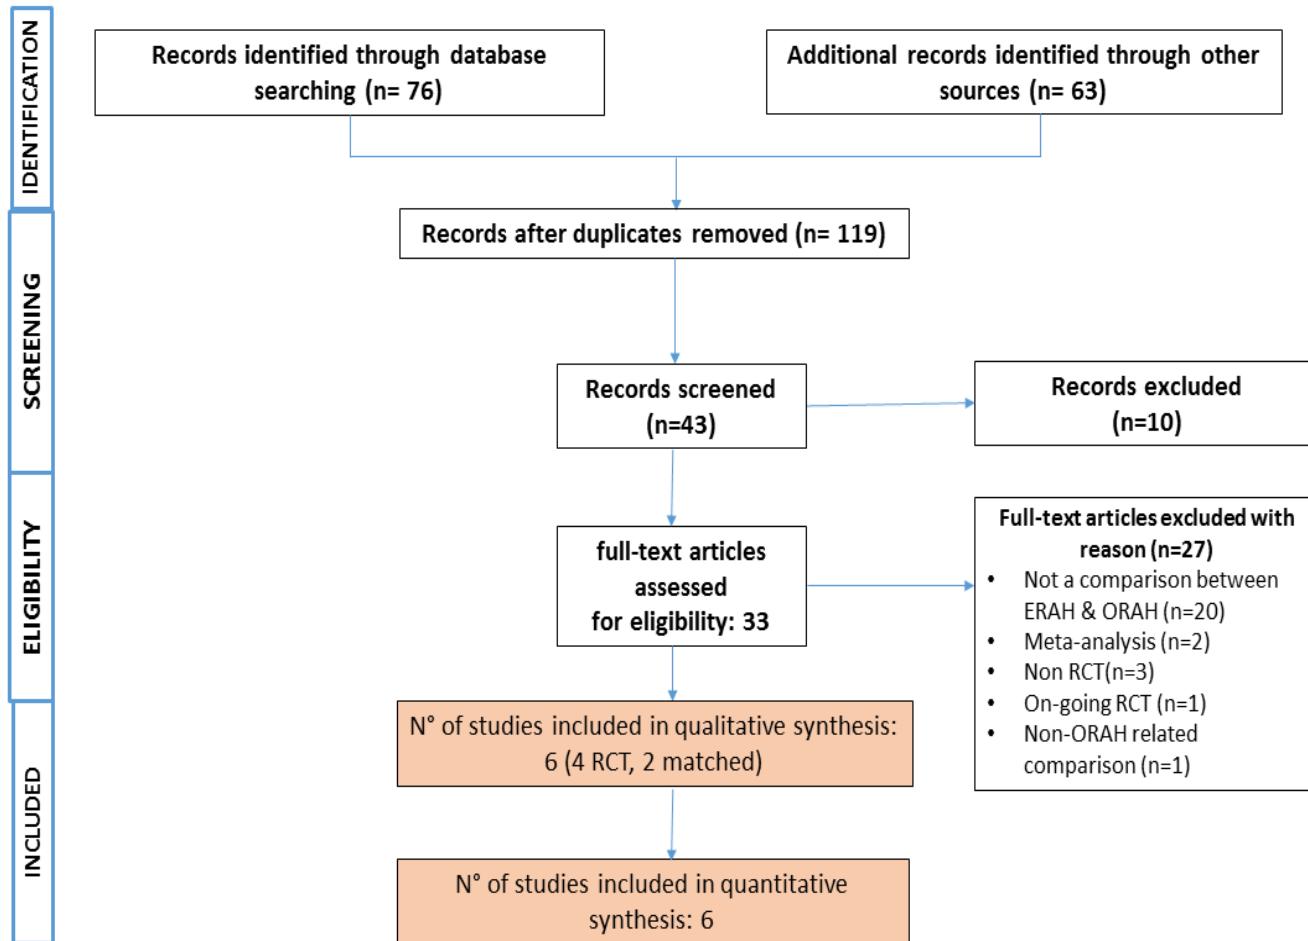 IDENTIFICATION
Records identified through database
searching (n= 76)
Additional records identified through other
sources (n= 63)
SCREENING
Records after duplicates removed (n= 119)
Records screened
(n=43)
Records excluded
(n=10)
ELIGIBILITY
full-text articles
assessed
for eligibility: 33
Full-text articles excluded with
reason (n=27)
• Not a comparison between
ERAH & ORAH (n=20)
• Meta-analysis (n=2)
• Non RCT(n=3)
• On-going RCT (n=1)
• Non-ORAH related
comparison (n=1)
INCLUDED
N° of studies included in qualitative synthesis:
6 (4 RCT, 2 matched)
N° of studies included in quantitative
synthesis: 6